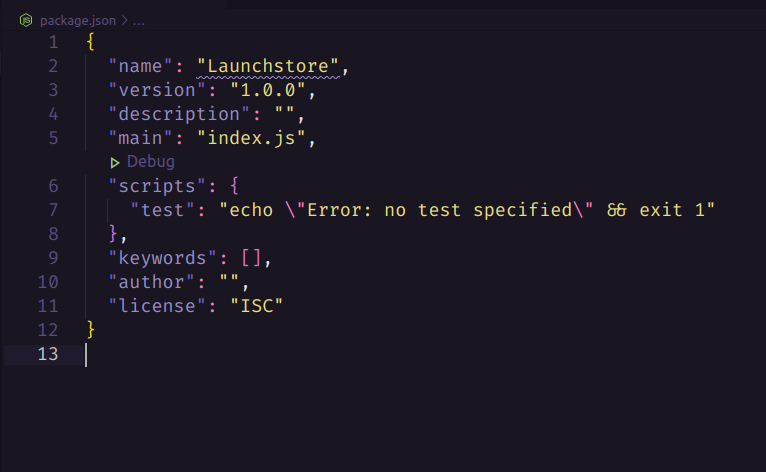 package.json > ...
1 {
2 "name": "Launchstore",
3 "version": "1.0.0",
4 "description": "",
5 "main": "index.js",
Debug
6 "scripts": {
7 "test": "echo \"Error: no test specified\" && exit 1"
8 },
9 "keywords": [],
10 "author": "",
11 "license": "ISC"
12 }
13